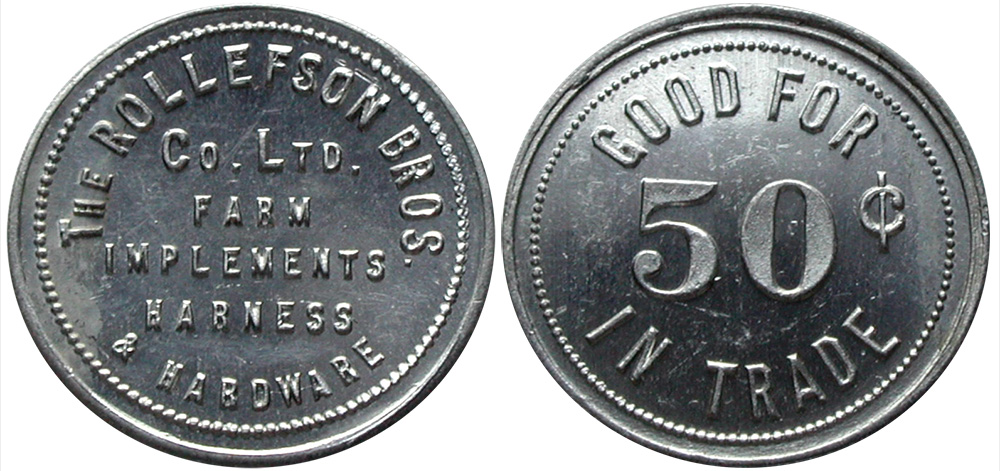 THE ROLLEFSON BROS.
CO. LTD.
FARM
IMPLEMENTS
HARNESS
& HARDWARE
GOOD FOR
50¢
IN TRADE